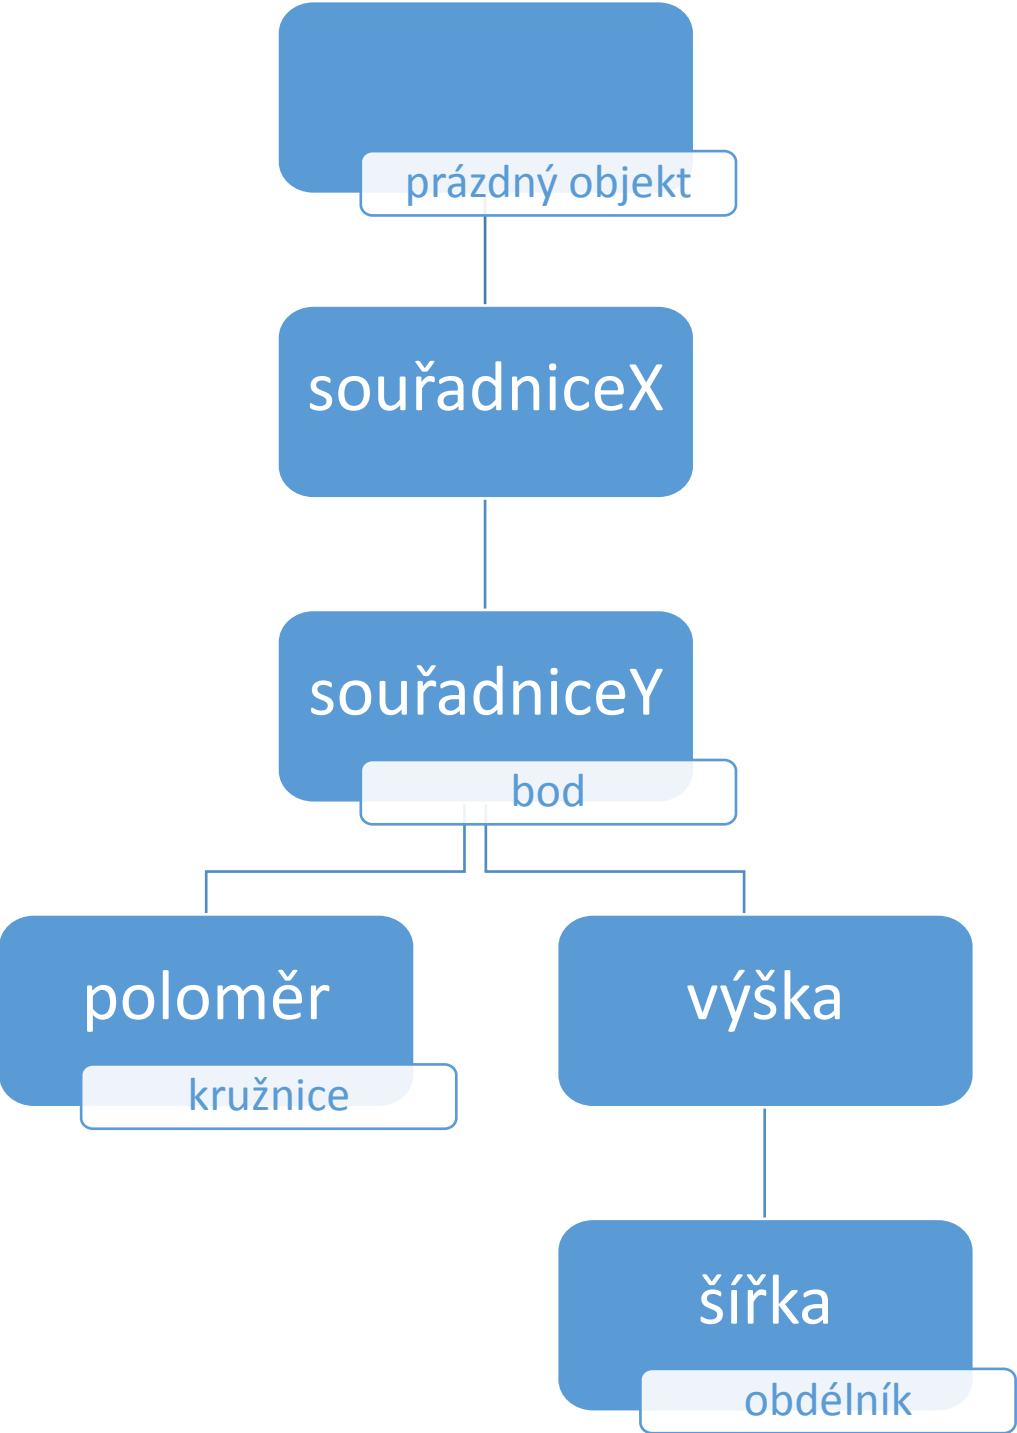 prázdný objekt
souřadniceX
souřadniceY
bod
poloměr
kružnice
výška
šířka
obdélník